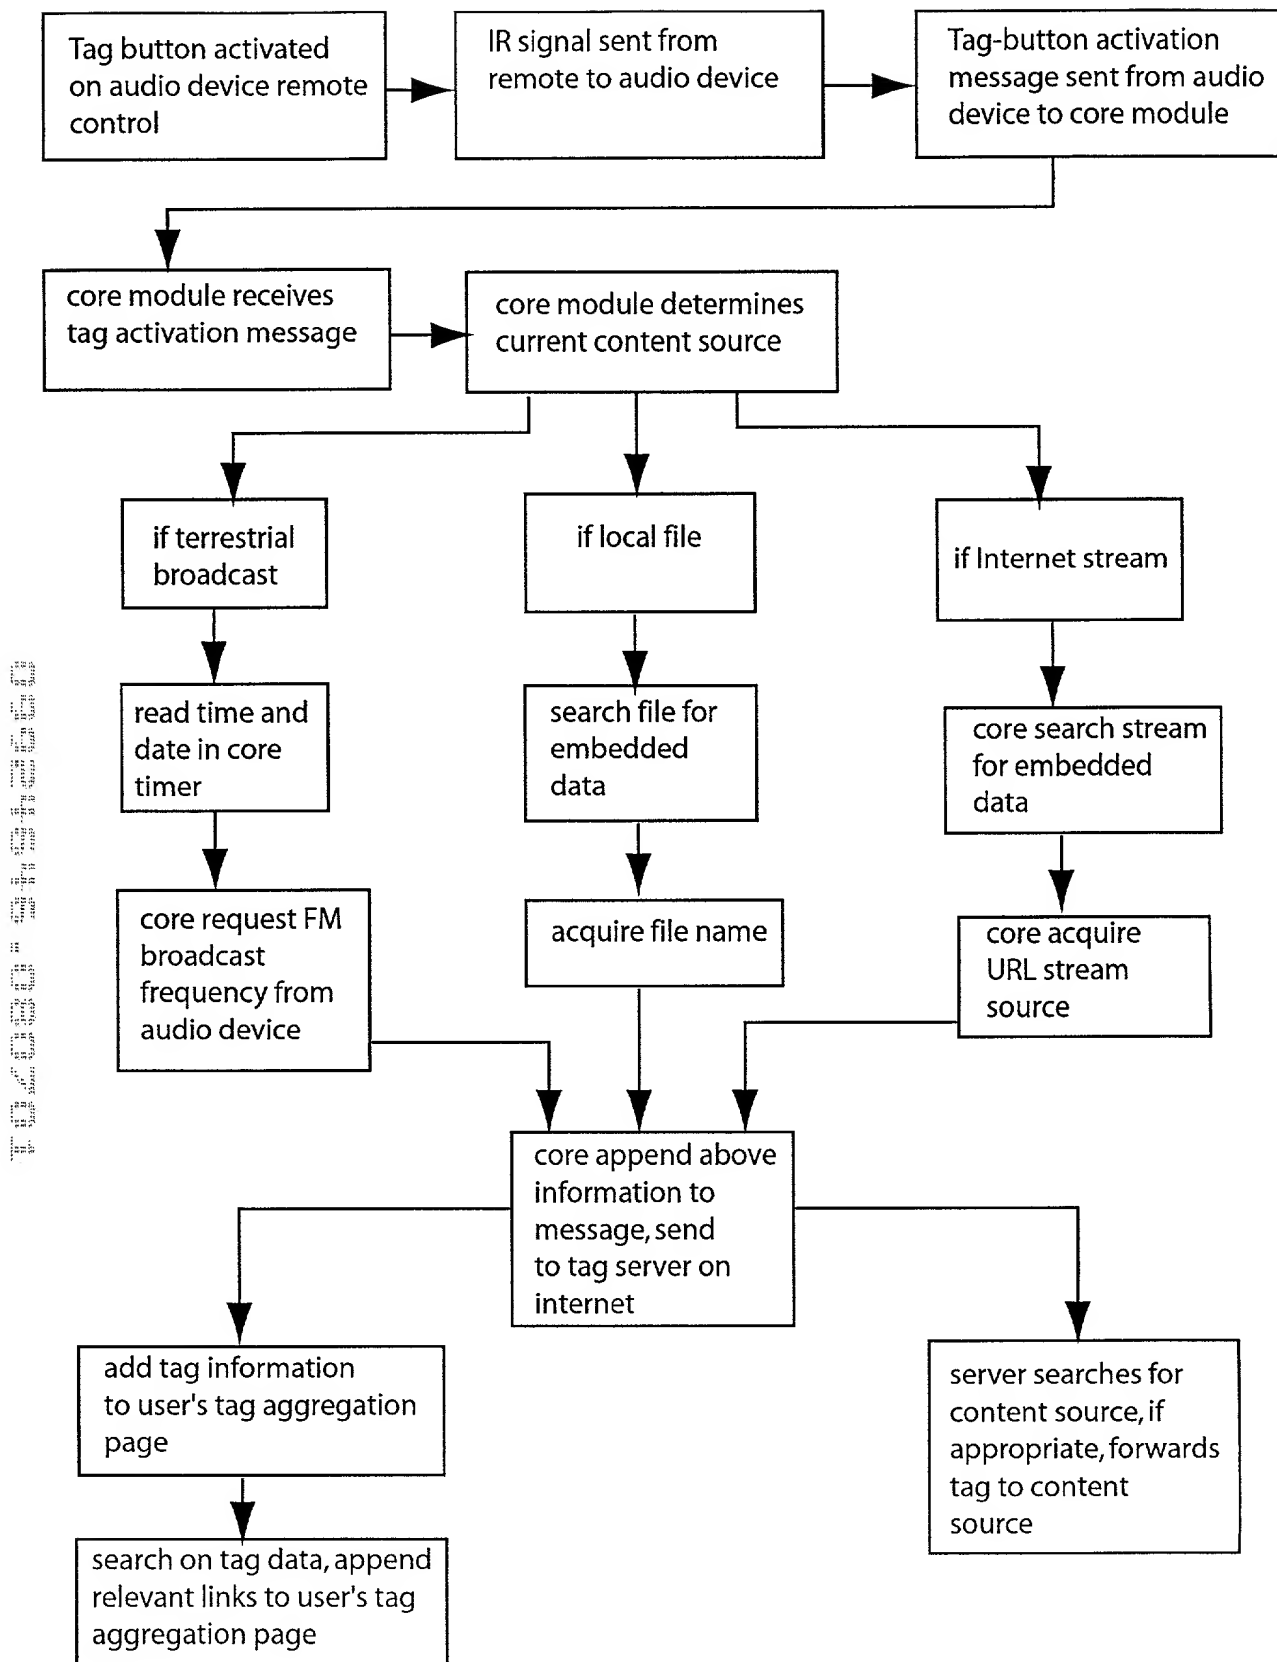 Tag button activated
on audio device remote
control
IR signal sent from
remote to audio device
Tag-button activation
message sent from audio
device to core module
core module receives
tag activation message
core module determines
current content source
if terrestrial
broadcast
if local file
if Internet stream
read time and
date in core
timer
search file for
embedded
data
core search stream
for embedded
data
core request FM
broadcast
frequency from
audio device
acquire file name
core acquire
URL stream
source
core append above
information to
message, send
to tag server on
internet
add tag information
to user's tag aggregation
page
server searches for
content source, if
appropriate, forwards
tag to content
source
search on tag data, append
relevant links to user's tag
aggregation page